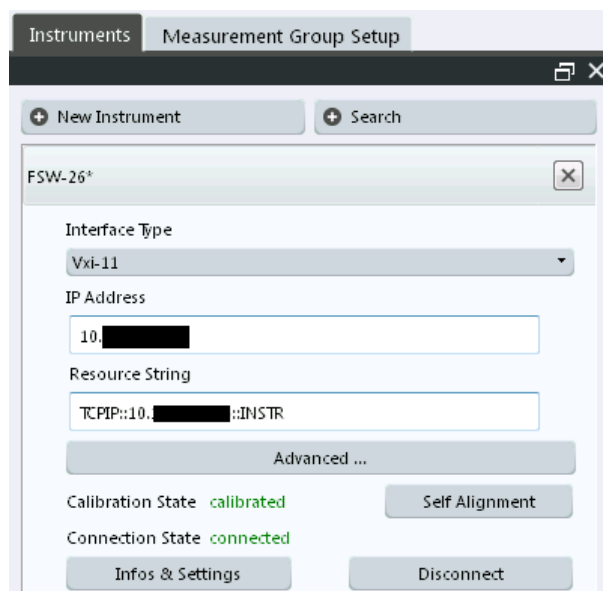 Instruments Measurement Group Setup
New Instrument Search
FSW-26*
Interface Type
Vxi-11
IP Address
10.
Resource String
TCPIP::10. ::INSTR
Advanced ...
Calibration State calibrated Self Alignment
Connection State connected
Infos & Settings Disconnect